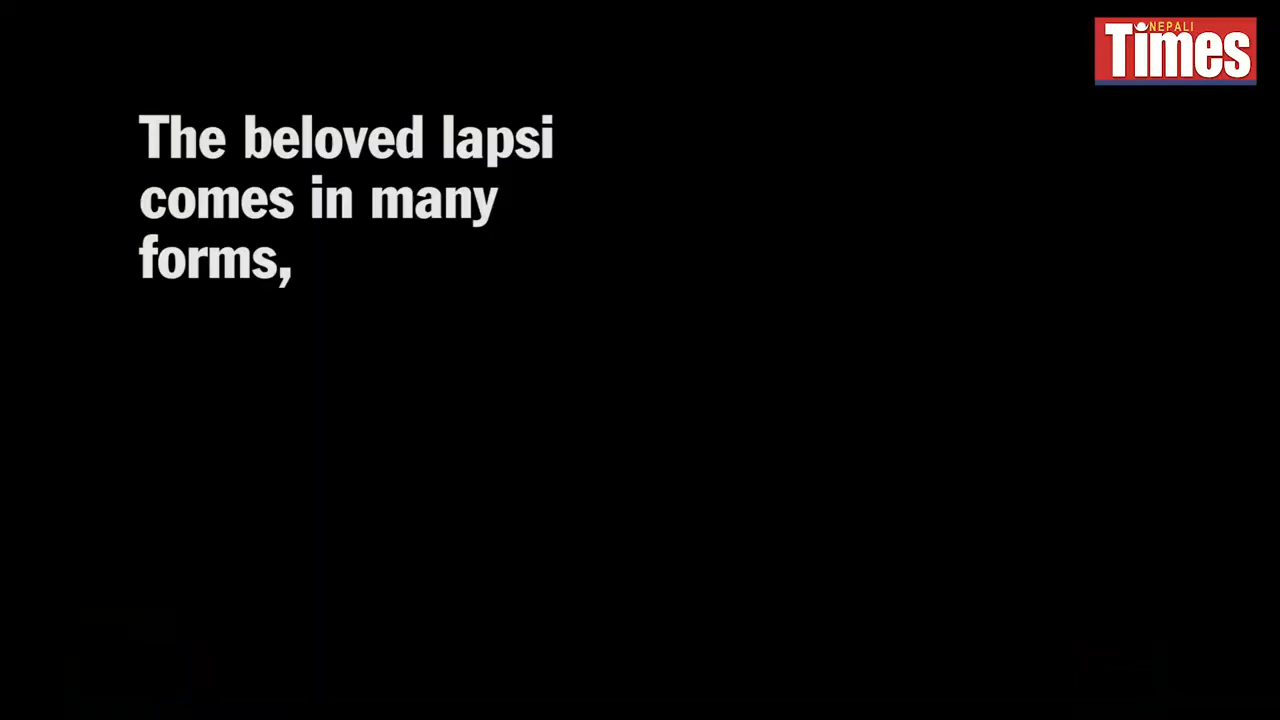 NEPALI
Times
The beloved lapsi
comes in many
forms,